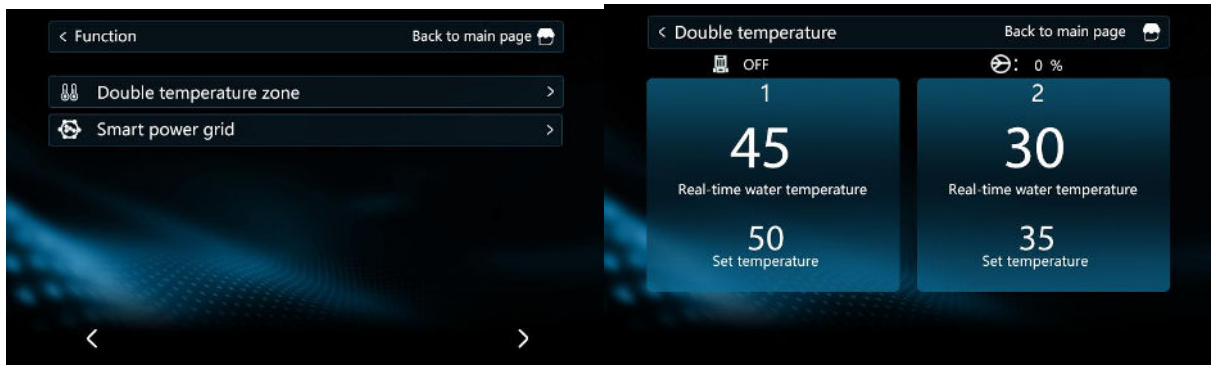 < Function Back to main page
Double temperature zone >
Smart power grid >
< >
< Double temperature Back to main page
OFF : 0 %
1 2
45 30
Real-time water temperature Real-time water temperature
50 35
Set temperature Set temperature